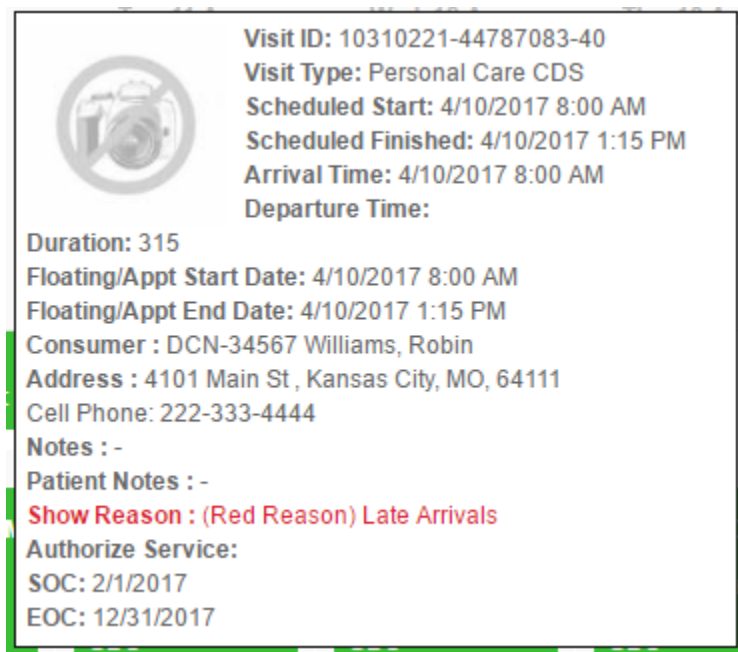 Visit ID: 10310221-44787083-40
Visit Type: Personal Care CDS
Scheduled Start: 4/10/2017 8:00 AM
Scheduled Finished: 4/10/2017 1:15 PM
Arrival Time: 4/10/2017 8:00 AM
Departure Time:
Duration: 315
Floating/Appt Start Date: 4/10/2017 8:00 AM
Floating/Appt End Date: 4/10/2017 1:15 PM
Consumer : DCN-34567 Williams, Robin
Address : 4101 Main St , Kansas City, MO, 64111
Cell Phone: 222-333-4444
Notes : -
Patient Notes : -
Show Reason : (Red Reason) Late Arrivals
Authorize Service:
SOC: 2/1/2017
EOC: 12/31/2017